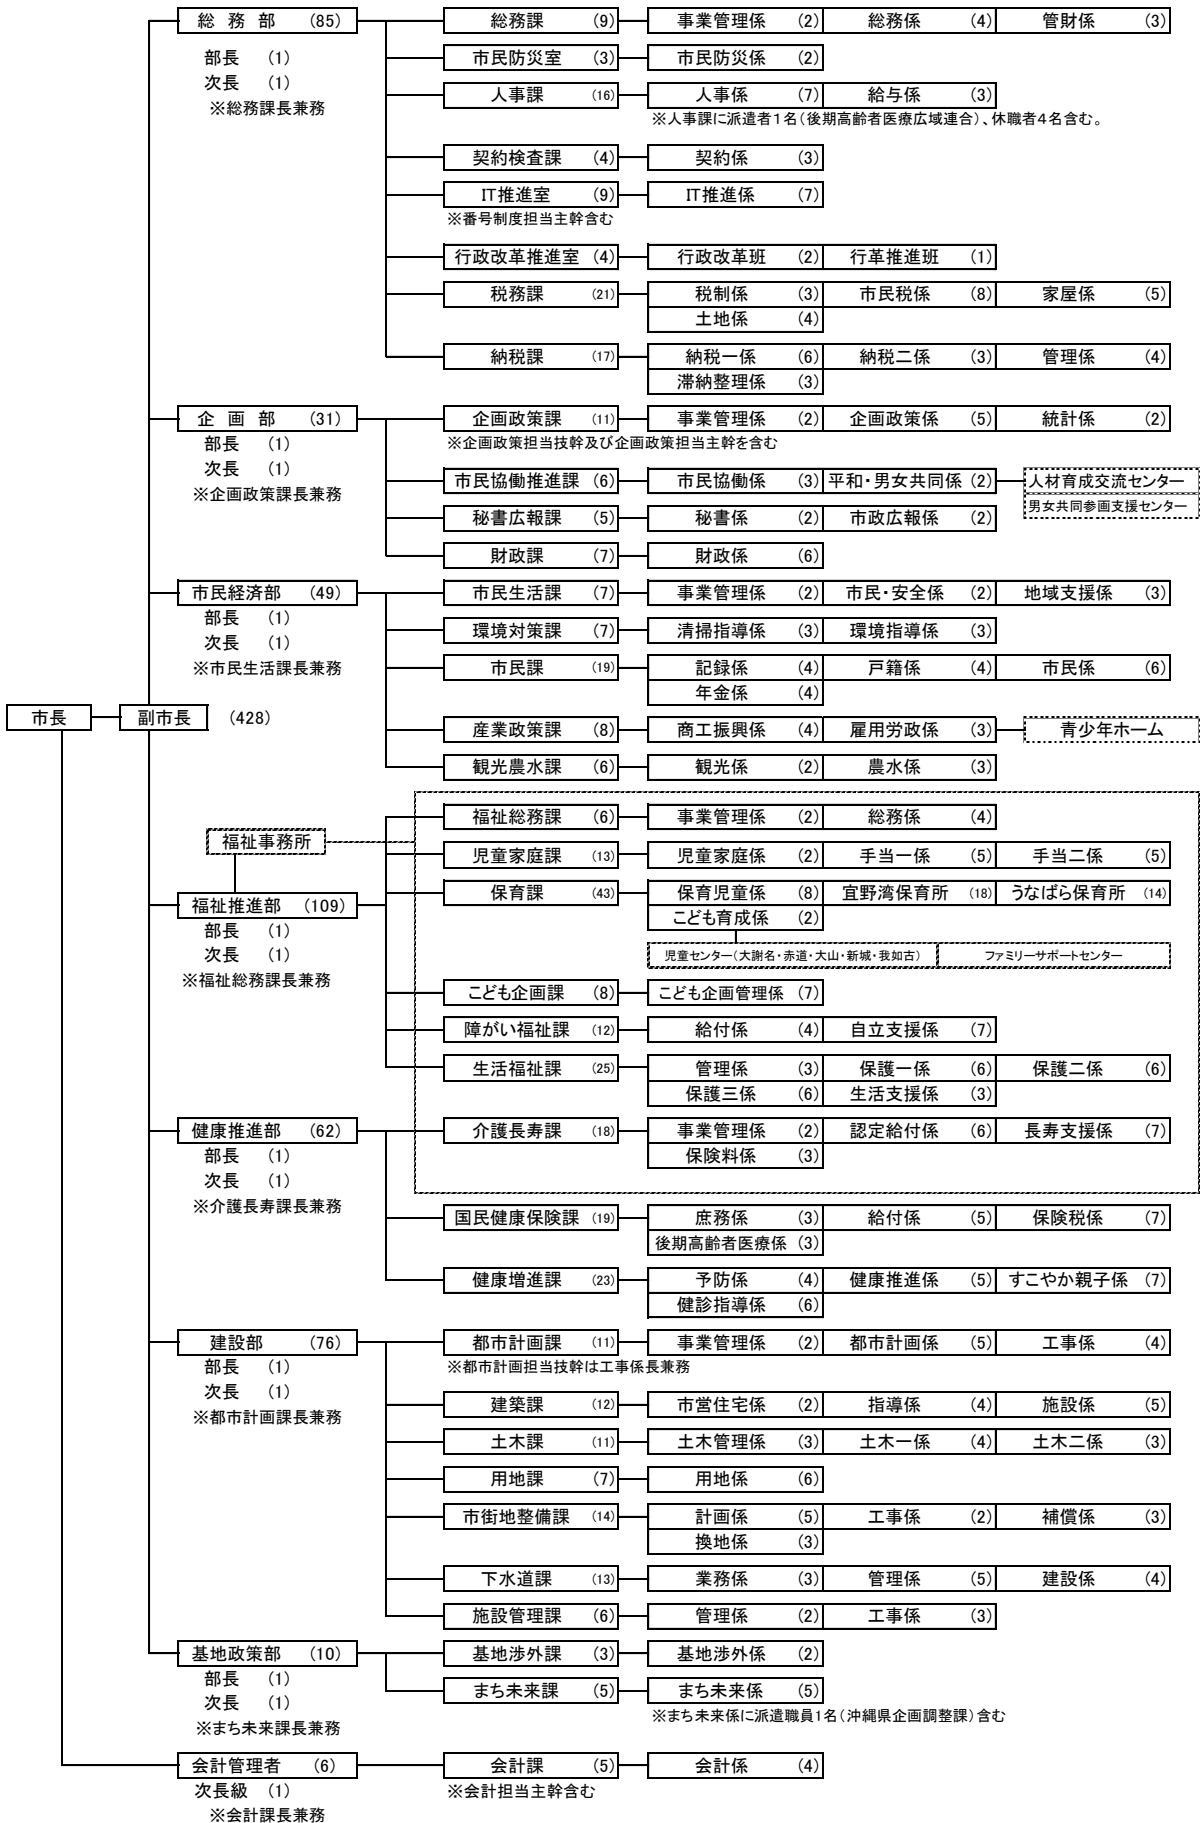 総務部 (85) 総務課 (9) 事業管理係 (2) 総務係 (4) 管財係 (3)
部長 (1) 市民防災室 (3) 市民防災係 (2)
次長 (1) 人事課 (16) 人事係 (7) 給与係 (3)
※総務課長兼務 ※人事課に派遣者1名(後期高齢者医療広域連合)、休職者4名含む。
契約検査課 (4) 契約係 (3)
IT推進室 (9) IT推進係 (7)
※番号制度担当主幹含む
行政改革推進室 (4) 行政改革班 (2) 行革推進班 (1)
税務課 (21) 税制係 (3) 市民税係 (8) 家屋係 (5)
土地係 (4)
納税課 (17) 納税一係 (6) 納税二係 (3) 管理係 (4)
滞納整理係 (3)
企画部 (31) 企画政策課 (11) 事業管理係 (2) 企画政策係 (5) 統計係 (2)
部長 (1) ※企画政策担当技幹及び企画政策担当主幹を含む
次長 (1) 市民協働推進課 (6) 市民協働係 (3) 平和・男女共同係 (2) 人材育成交流センター
※企画政策課長兼務 男女共同参画支援センター
秘書広報課 (5) 秘書係 (2) 市政広報係 (2)
財政課 (7) 財政係 (6)
市民経済部 (49) 市民生活課 (7) 事業管理係 (2) 市民・安全係 (2) 地域支援係 (3)
部長 (1) 環境対策課 (7) 清掃指導係 (3) 環境指導係 (3)
次長 (1)
※市民生活課長兼務 市民課 (19) 記録係 (4) 戸籍係 (4) 市民係 (6)
年金係 (4)
市長 副市長 (428)
産業政策課 (8) 商工振興係 (4) 雇用労政係 (3) 青少年ホーム
観光農水課 (6) 観光係 (2) 農水係 (3)
福祉総務課 (6) 事業管理係 (2) 総務係 (4)
福祉事務所
児童家庭課 (13) 児童家庭係 (2) 手当一係 (5) 手当二係 (5)
保育課 (43) 保育児童係 (8) 宜野湾保育所 (18) うなばら保育所 (14)
福祉推進部 (109) こども育成係 (2)
部長 (1)
次長 (1) 児童センター(大謝名・赤道・大山・新城・我如古) ファミリーサポートセンター
※福祉総務課長兼務
こども企画課 (8) こども企画管理係 (7)
障がい福祉課 (12) 給付係 (4) 自立支援係 (7)
生活福祉課 (25) 管理係 (3) 保護一係 (6) 保護二係 (6)
保護三係 (6) 生活支援係 (3)
健康推進部 (62) 介護長寿課 (18) 事業管理係 (2) 認定給付係 (6) 長寿支援係 (7)
部長 (1) 保険料係 (3)
次長 (1)
※介護長寿課長兼務
国民健康保険課 (19) 庶務係 (3) 給付係 (5) 保険税係 (7)
後期高齢者医療係 (3)
健康増進課 (23) 予防係 (4) 健康推進係 (5) すこやか親子係 (7)
健診指導係 (6)
建設部 (76) 都市計画課 (11) 事業管理係 (2) 都市計画係 (5) 工事係 (4)
部長 (1) ※都市計画担当技幹は工事係長兼務
次長 (1)
※都市計画課長兼務 建築課 (12) 市営住宅係 (2) 指導係 (4) 施設係 (5)
土木課 (11) 土木管理係 (3) 土木一係 (4) 土木二係 (3)
用地課 (7) 用地係 (6)
市街地整備課 (14) 計画係 (5) 工事係 (2) 補償係 (3)
換地係 (3)
下水道課 (13) 業務係 (3) 管理係 (5) 建設係 (4)
施設管理課 (6) 管理係 (2) 工事係 (3)
基地政策部 (10) 基地渉外課 (3) 基地渉外係 (2)
部長 (1) まち未来課 (5) まち未来係 (5)
次長 (1) ※まち未来係に派遣職員1名(沖縄県企画調整課)含む
※まち未来課長兼務
会計管理者 (6) 会計課 (5) 会計係 (4)
次長級 (1) ※会計担当主幹含む
※会計課長兼務